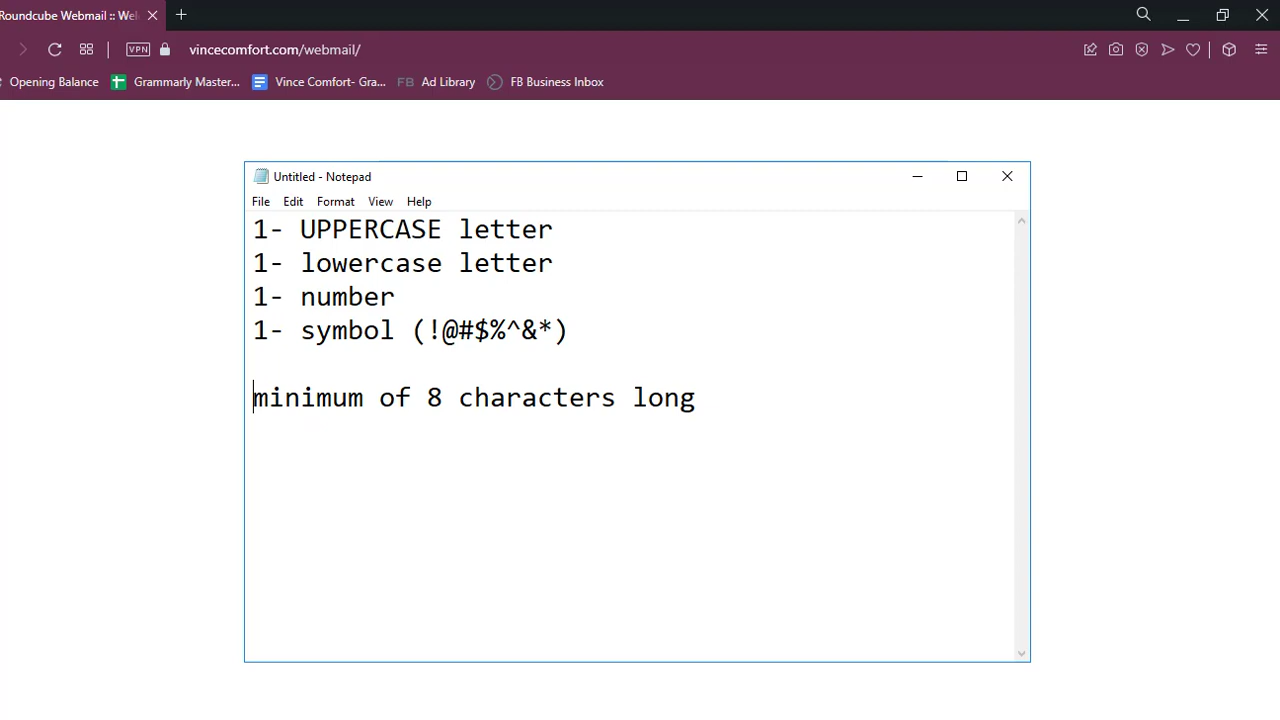 Roundcube Webmail :: Wel
VPN vincecomfort.com/webmail/
Opening Balance Grammarly Master... Vince Comfort- Gra... FB Ad Library FB Business Inbox
Untitled - Notepad
File Edit Format View Help
1- UPPERCASE letter
1- lowercase letter
1- number
1- symbol (!@#$%^&*)
minimum of 8 characters long